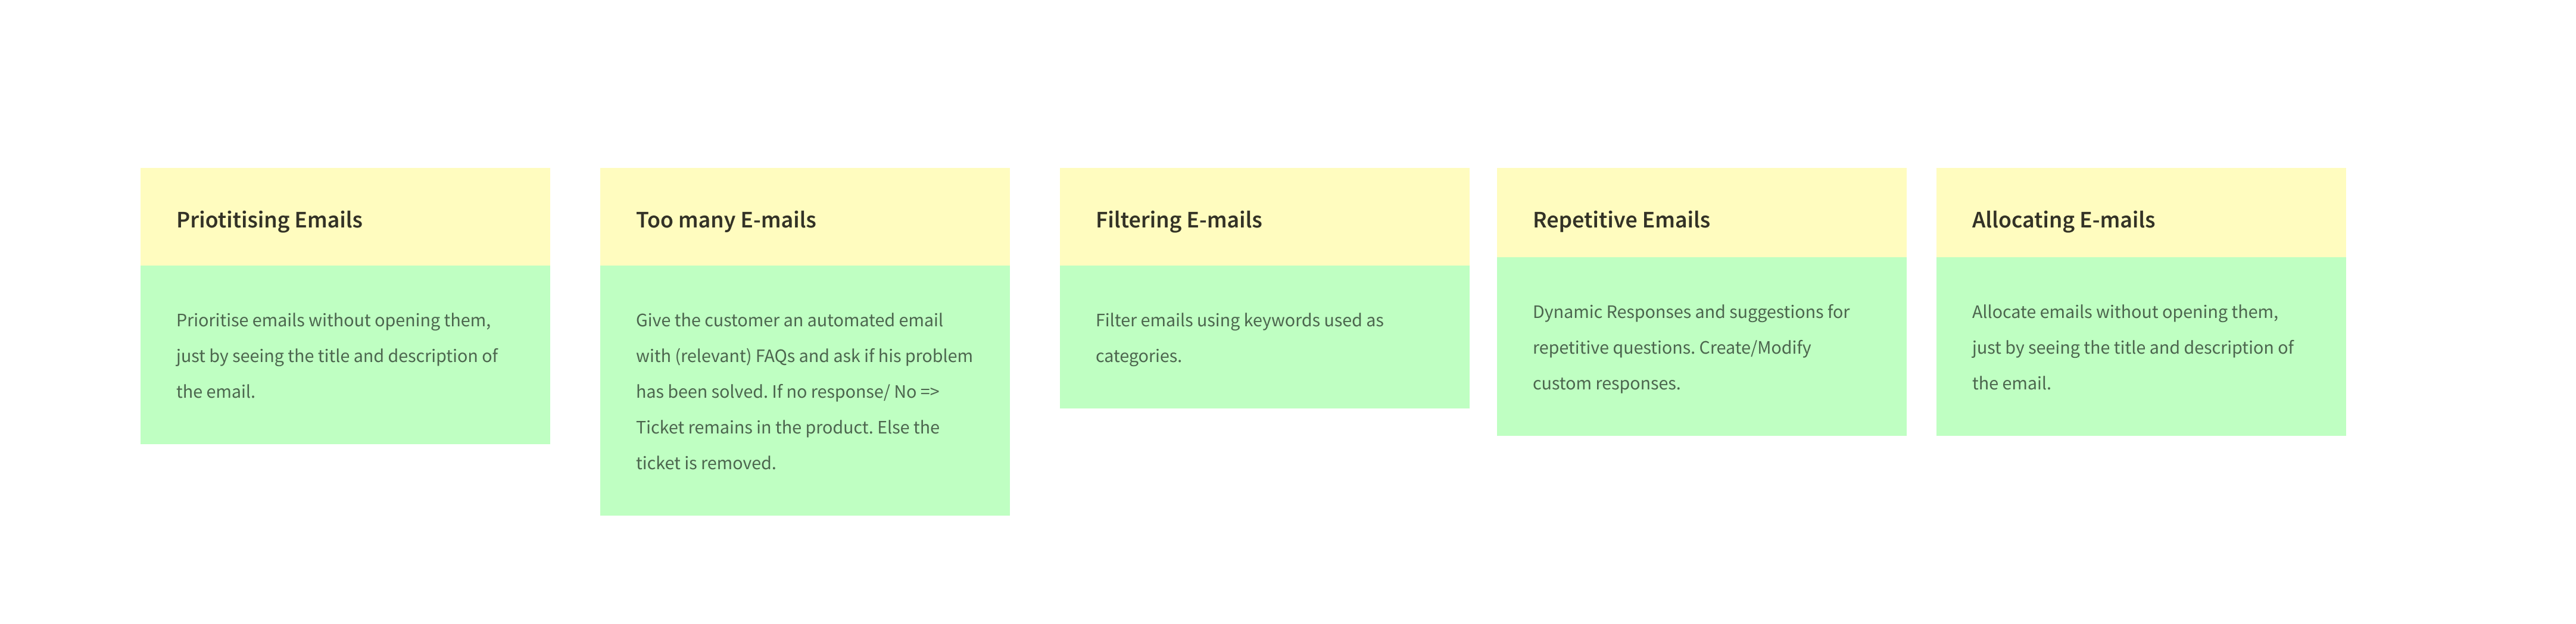 Priotitising Emails
Prioritise emails without opening them,
just by seeing the title and description of
the email.
Too many E-mails
Give the customer an automated email
with (relevant) FAQs and ask if his problem
has been solved. If no response/ No =>
Ticket remains in the product. Else the
ticket is removed.
Filtering E-mails
Filter emails using keywords used as
categories.
Repetitive Emails
Dynamic Responses and suggestions for
repetitive questions. Create/Modify
custom responses.
Allocating E-mails
Allocate emails without opening them,
just by seeing the title and description of
the email.